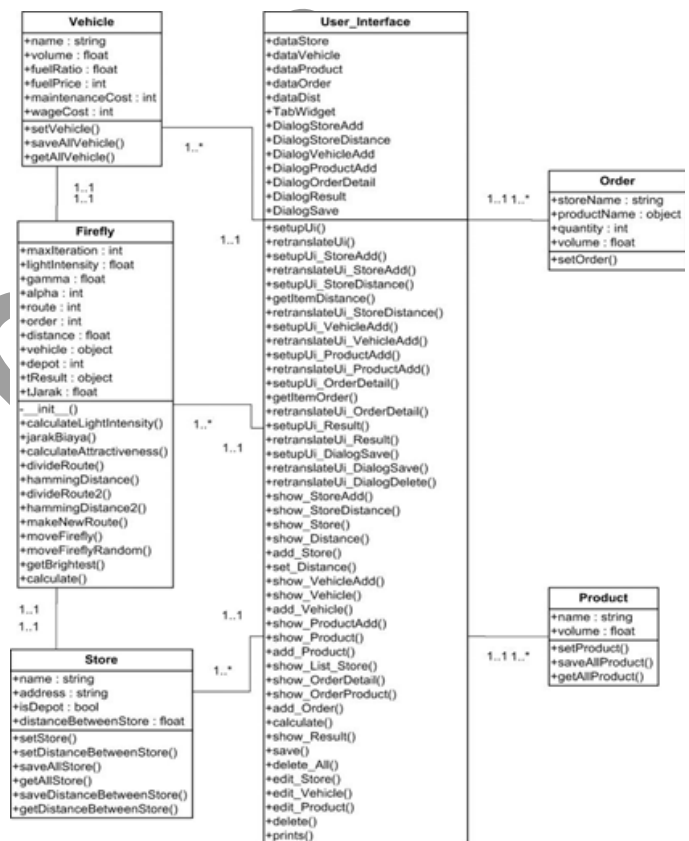 Vehicle
+name : string
+volume : float
+fuelRatio : float
+fuelPrice : int
+maintenanceCost : int
+wageCost : int
+setVehicle()
+saveAllVehicle()
+getAllVehicle()
1..*
1..1
1..1
Firefly
+maxIteration : int
+lightIntensity : float
+gamma : float
+alpha : int
+route : int
+order : int
+distance : float
+vehicle : object
+depot : int
+tResult : object
+tJarak : float
-__init__()
+calculateLightIntensity()
+jarakBiaya()
+calculateAttractiveness()
+divideRoute()
+hammingDistance()
+divideRoute2()
+hammingDistance2()
+makeNewRoute()
+moveFirefly()
+moveFireflyRandom()
+getBrightest()
+calculate()
1..1
1..*
1..1
1..1
1..1
1..1
Store
+name : string
+address : string
+isDepot : bool
+distanceBetweenStore : float
+setStore()
+setDistanceBetweenStore()
+saveAllStore()
+getAllStore()
+saveDistanceBetweenStore()
+getDistanceBetweenStore()
1..*
User_Interface
+dataStore
+dataVehicle
+dataProduct
+dataOrder
+dataDist
+TabWidget
+DialogStoreAdd
+DialogStoreDistance
+DialogVehicleAdd
+DialogProductAdd
+DialogOrderDetail
+DialogResult
+DialogSave
+setupUi()
+retranslateUi()
+setupUi_StoreAdd()
+retranslateUi_StoreAdd()
+setupUi_StoreDistance()
+getItemDistance()
+retranslateUi_StoreDistance()
+setupUi_VehicleAdd()
+retranslateUi_VehicleAdd()
+setupUi_ProductAdd()
+retranslateUi_ProductAdd()
+setupUi_OrderDetail()
+getItemOrder()
+retranslateUi_OrderDetail()
+setupUi_Result()
+retranslateUi_Result()
+setupUi_DialogSave()
+retranslateUi_DialogSave()
+retranslateUi_DialogDelete()
+show_StoreAdd()
+show_StoreDistance()
+show_Store()
+show_Distance()
+add_Store()
+set_Distance()
+show_VehicleAdd()
+show_Vehicle()
+add_Vehicle()
+show_ProductAdd()
+show_Product()
+add_Product()
+show_List_Store()
+show_OrderDetail()
+show_OrderProduct()
+add_Order()
+calculate()
+show_Result()
+save()
+delete_All()
+edit_Store()
+edit_Vehicle()
+edit_Product()
+delete()
+prints()
1..1 1..*
Order
+storeName : string
+productName : object
+quantity : int
+volume : float
+setOrder()
1..1 1..*
Product
+name : string
+volume : float
+setProduct()
+saveAllProduct()
+getAllProduct()